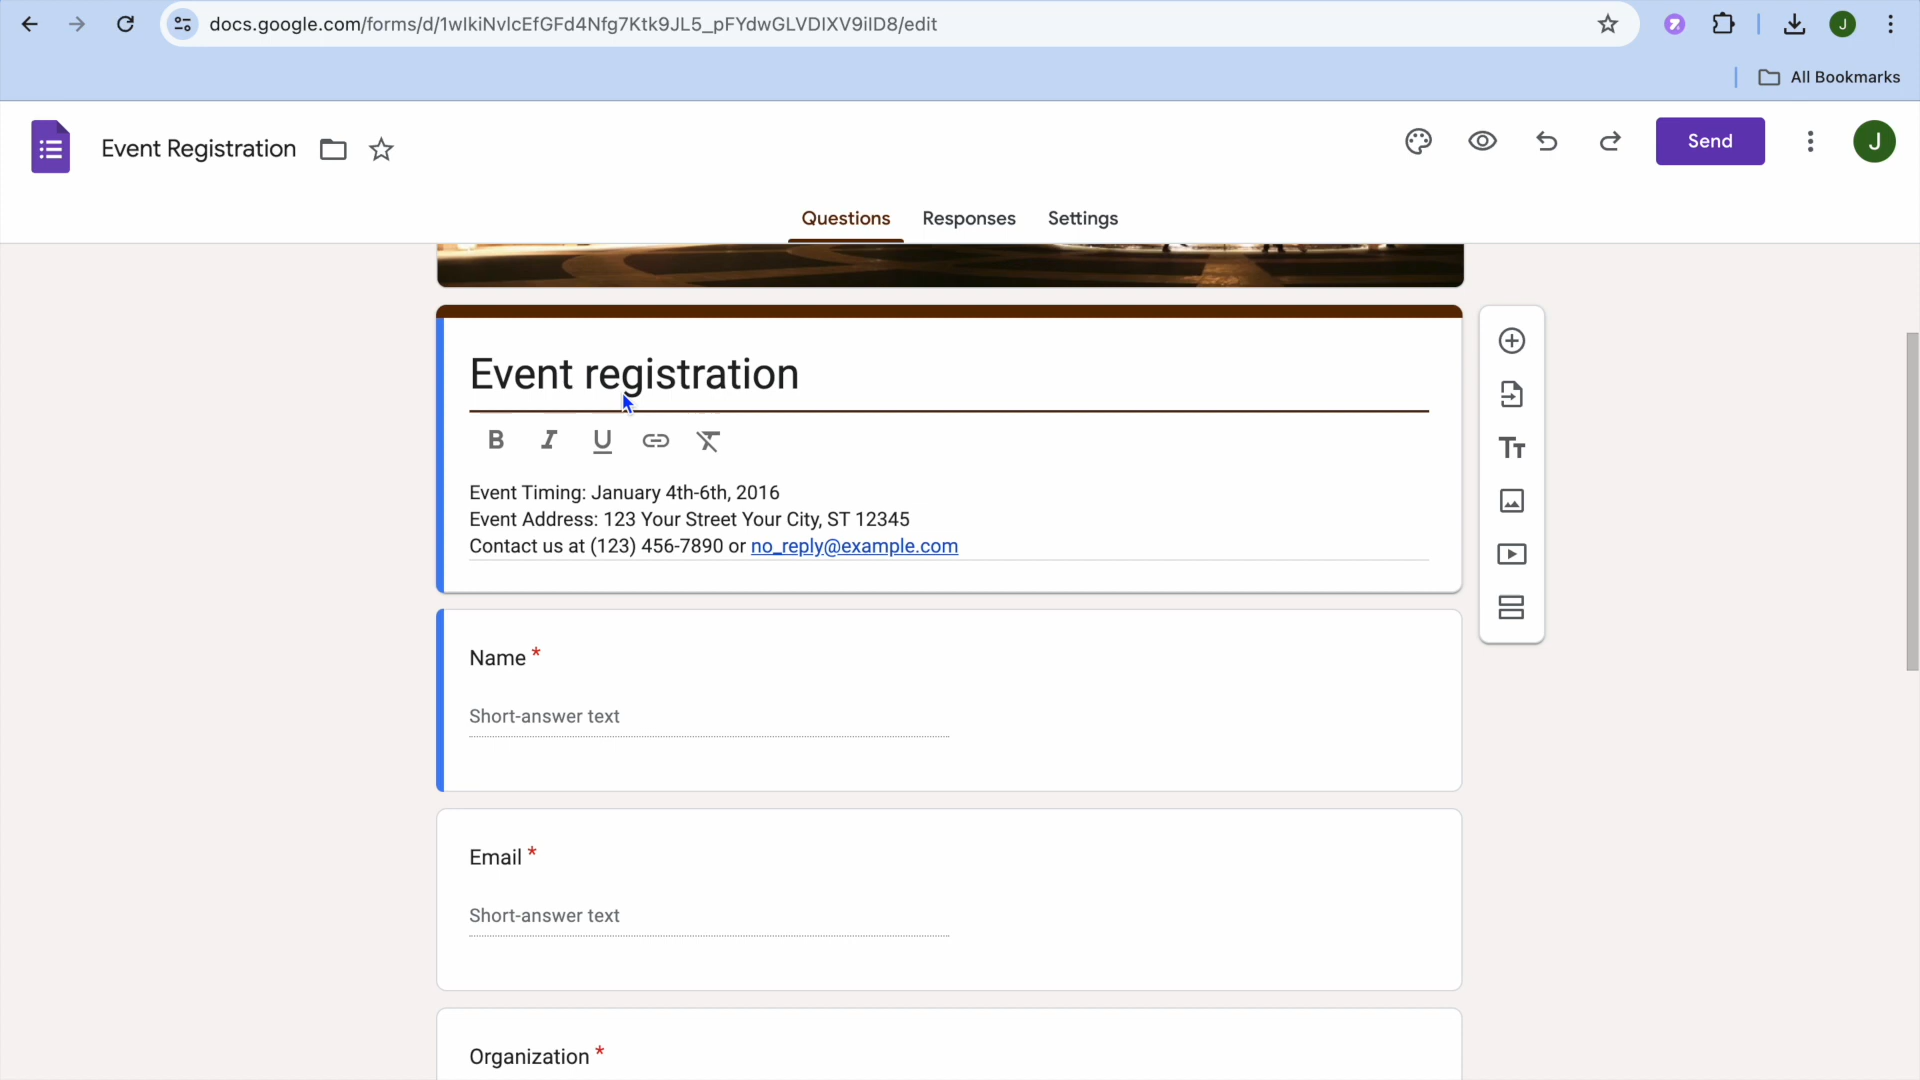 docs.google.com/forms/d/1wIkiNvlcEfGFd4Nfg7Ktk9JL5_pFYdwGLVDIXV9iID8/edit
J
All Bookmarks
Event Registration
Send
J
Questions
Responses
Settings
Event registration
B I U
Event Timing: January 4th-6th, 2016
Event Address: 123 Your Street Your City, ST 12345
Contact us at (123) 456-7890 or no_reply@example.com
Tт
Name *
Short-answer text
Email *
Short-answer text
Organization *